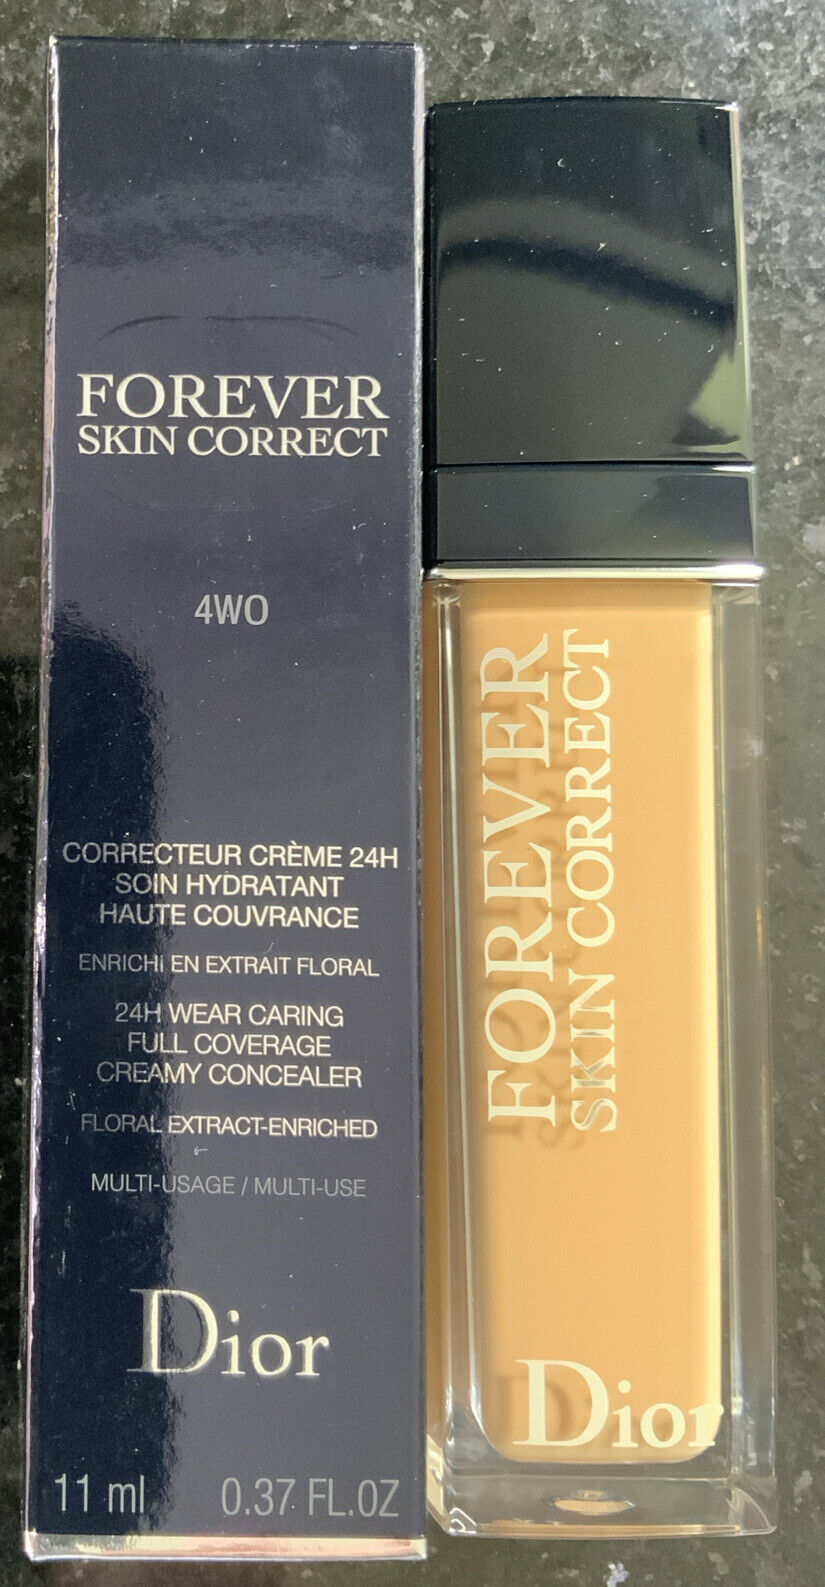 FOREVER
SKIN CORRECT
4WO
CORRECTEUR CRÈME 24H
SOIN HYDRATANT
HAUTE COUVRANCE
ENRICHI EN EXTRAIT FLORAL
24H WEAR CARING
FULL COVERAGE
CREAMY CONCEALER
FLORAL EXTRACT-ENRICHED
MULTI-USAGE / MULTI-USE
Dior
11 ml 0.37 FL.OZ
FOREVER
SKIN CORRECT
Dior